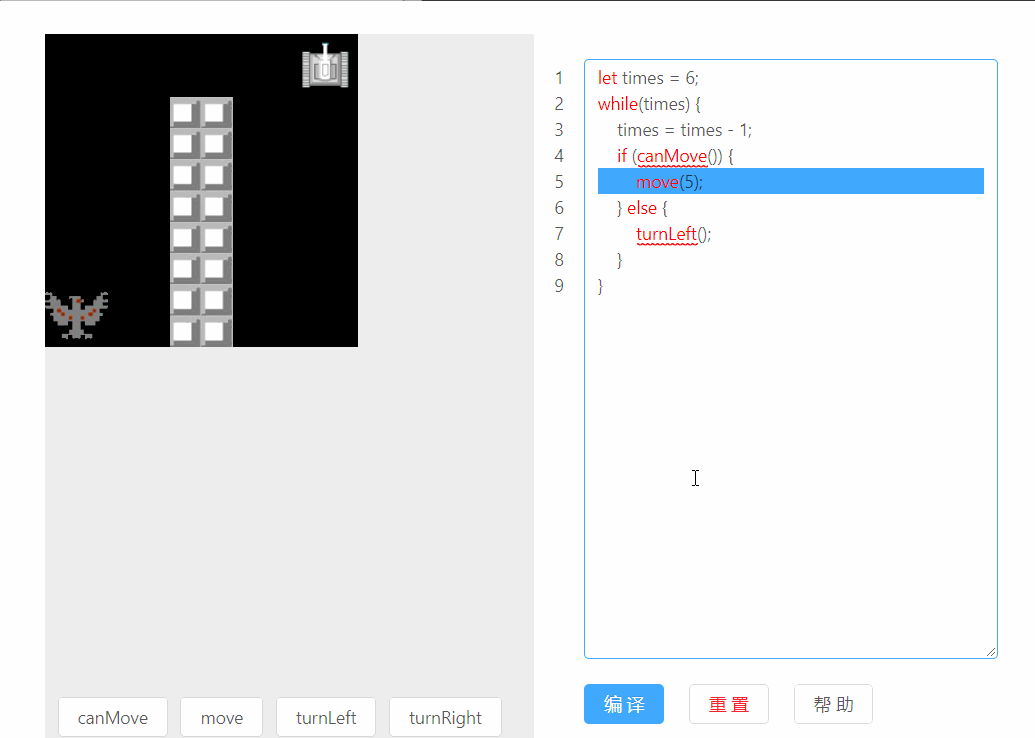 1 let times = 6;
2 while(times) {
3 times = times - 1;
4 if (canMove()) {
5 move(5);
6 } else {
7 turnLeft();
8 }
9 }
canMove move turnLeft turnRight
编译 重置 帮助